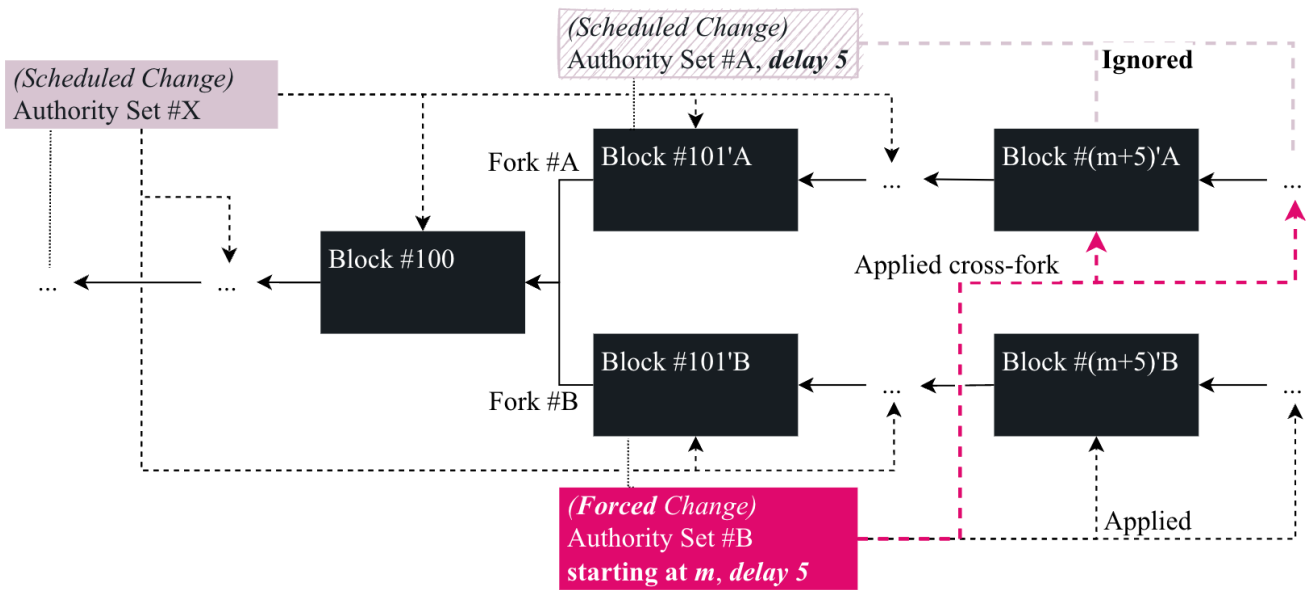 (Scheduled Change)
Authority Set #A, delay 5
Ignored
(Scheduled Change)
Authority Set #X
Fork #A
Block #101'A
...
Block #(m+5)'A
...
Block #100
Applied cross-fork
...
...
Block #101'B
Block #(m+5)'B
Fork #B
...
...
(Forced Change)
Authority Set #B
starting at m, delay 5
Applied